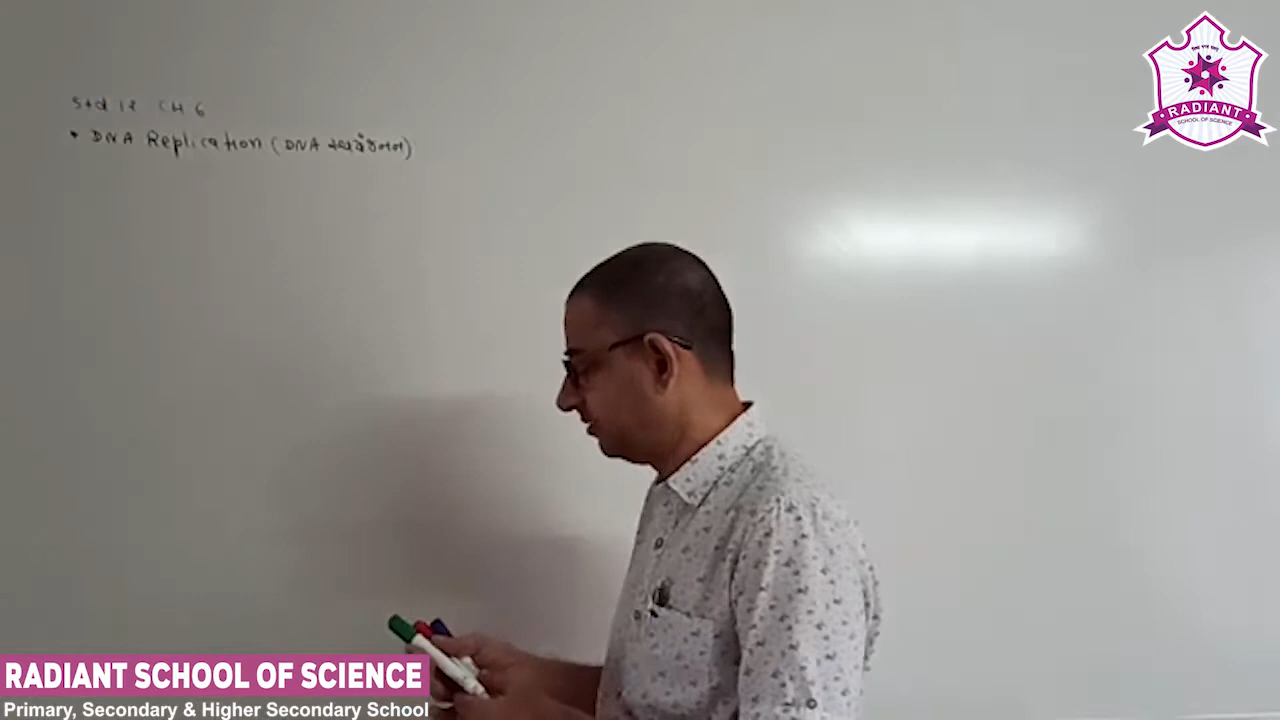 Std 12 CH 6
* DNA Replication (DNA સ્વયંજનન)
RADIANT
SCHOOL OF SCIENCE
RADIANT SCHOOL OF SCIENCE
Primary, Secondary & Higher Secondary School